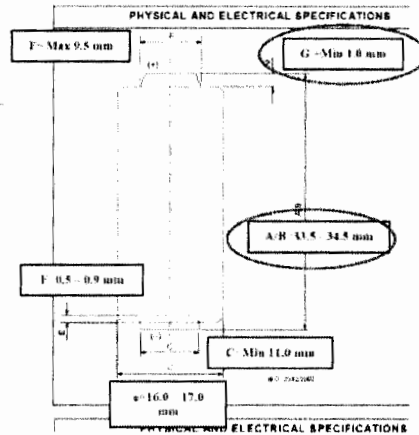 PHYSICAL AND ELECTRICAL SPECIFICATIONS
F= Max 9.5 mm
F
G =Min 1.0 mm
(+)
A/B
A/B=33.5 – 34.5 mm
E=0.5 – 0.9 mm
E
(-)
C
C=Min 11.0 mm
φ=16.0 – 17.0
mm
PHYSICAL AND ELECTRICAL SPECIFICATIONS